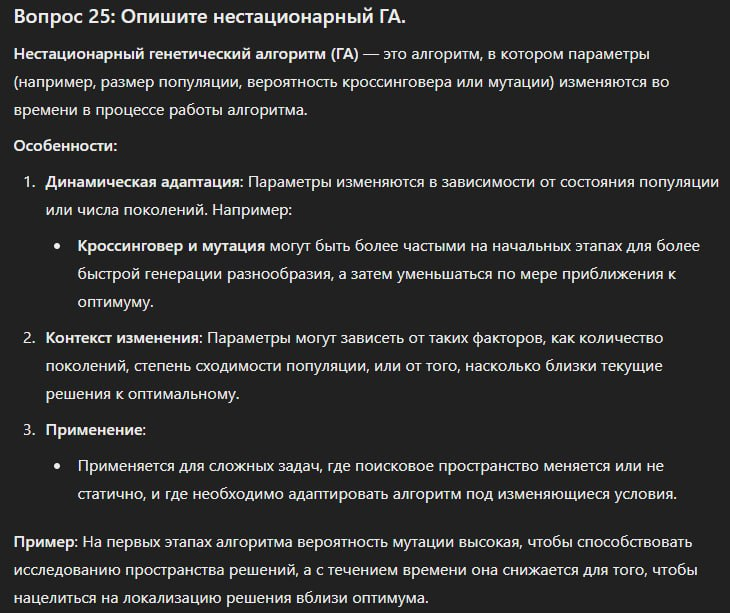 Вопрос 25: Опишите нестационарный ГА.
Нестационарный генетический алгоритм (ГА) — это алгоритм, в котором параметры
(например, размер популяции, вероятность кроссинговера или мутации) изменяются во
времени в процессе работы алгоритма.
Особенности:
1. Динамическая адаптация: Параметры изменяются в зависимости от состояния популяции
или числа поколений. Например:
• Кроссинговер и мутация могут быть более частыми на начальных этапах для более
быстрой генерации разнообразия, а затем уменьшаться по мере приближения к
оптимуму.
2. Контекст изменения: Параметры могут зависеть от таких факторов, как количество
поколений, степень сходимости популяции, или от того, насколько близки текущие
решения к оптимальному.
3. Применение:
• Применяется для сложных задач, где поисковое пространство меняется или не
статично, и где необходимо адаптировать алгоритм под изменяющиеся условия.
Пример: На первых этапах алгоритма вероятность мутации высокая, чтобы способствовать
исследованию пространства решений, а с течением времени она снижается для того, чтобы
нацелиться на локализацию решения вблизи оптимума.